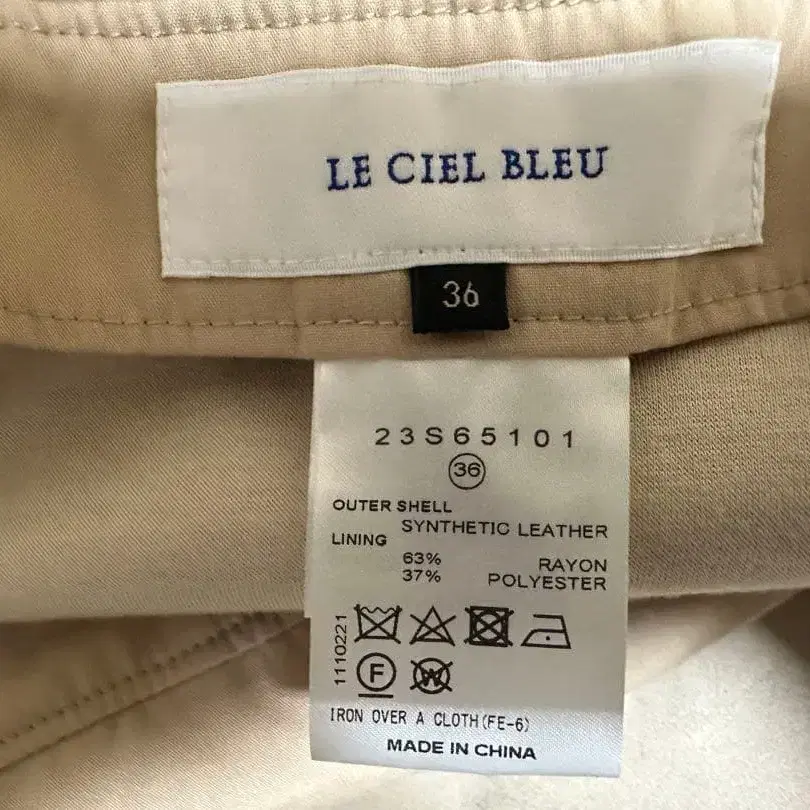 LE CIEL BLEU
36
23S65101
36
OUTER SHELL
SYNTHETIC LEATHER
LINING
63% RAYON
37% POLYESTER
1110221
F
W
IRON OVER A CLOTH(FE-6)
MADE IN CHINA